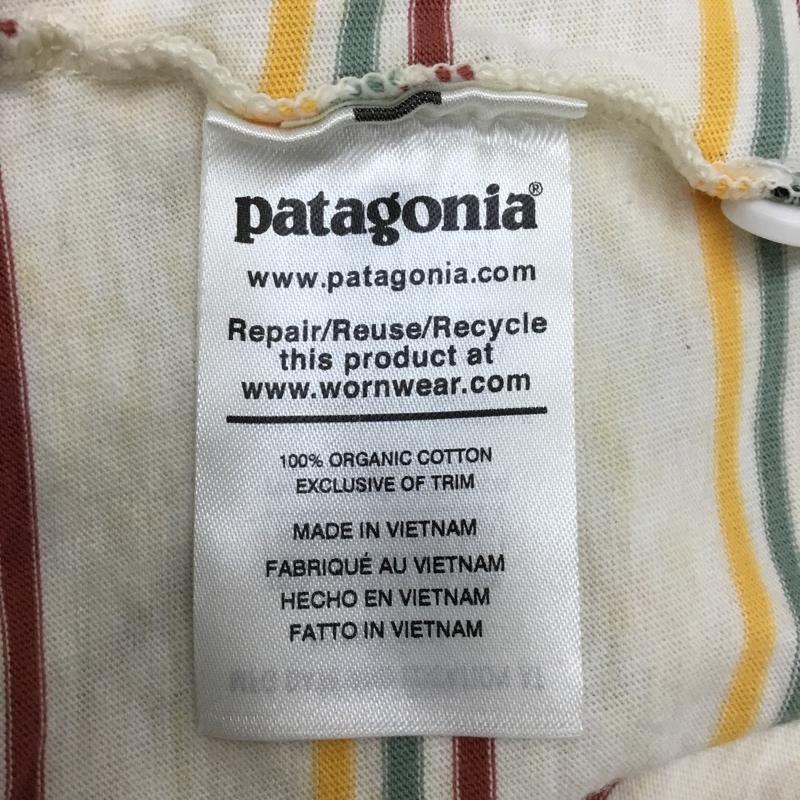 patagonia®
www.patagonia.com
Repair/Reuse/Recycle
this product at
www.wornwear.com
100% ORGANIC COTTON
EXCLUSIVE OF TRIM
MADE IN VIETNAM
FABRIQUÉ AU VIETNAM
HECHO EN VIETNAM
FATTO IN VIETNAM